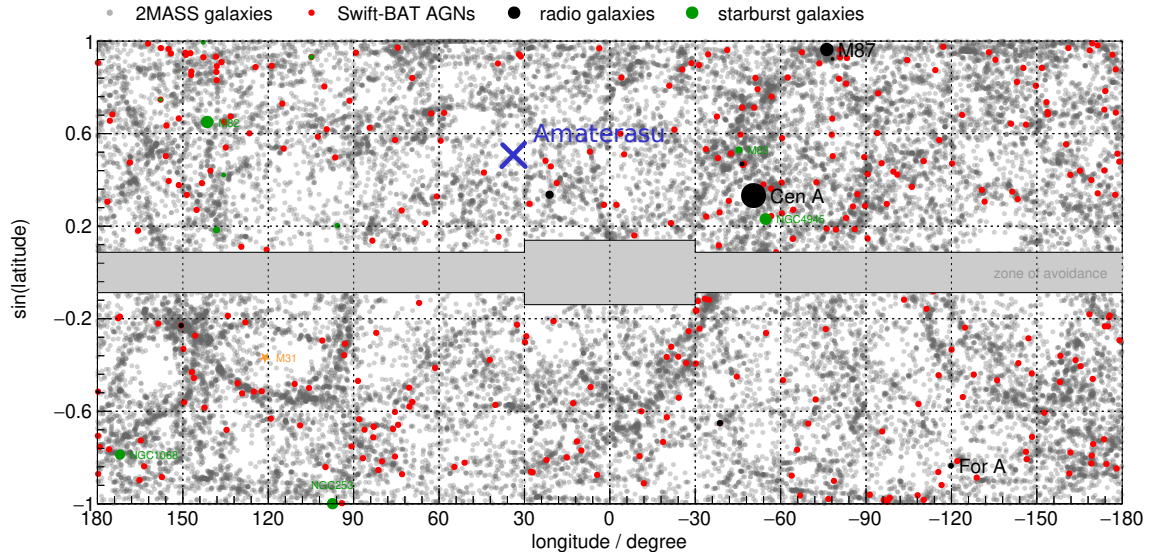 2MASS galaxies Swift-BAT AGNs radio galaxies starburst galaxies
1
M87
M82
0.6
Amaterasu
M83
Cen A
NGC4945
0.2
sin(latitude)
zone of avoidance
−0.2
M31
−0.6
NGC1068
For A
NGC253
−1
180 150 120 90 60 30 0 −30 −60 −90 −120 −150 −180
longitude / degree